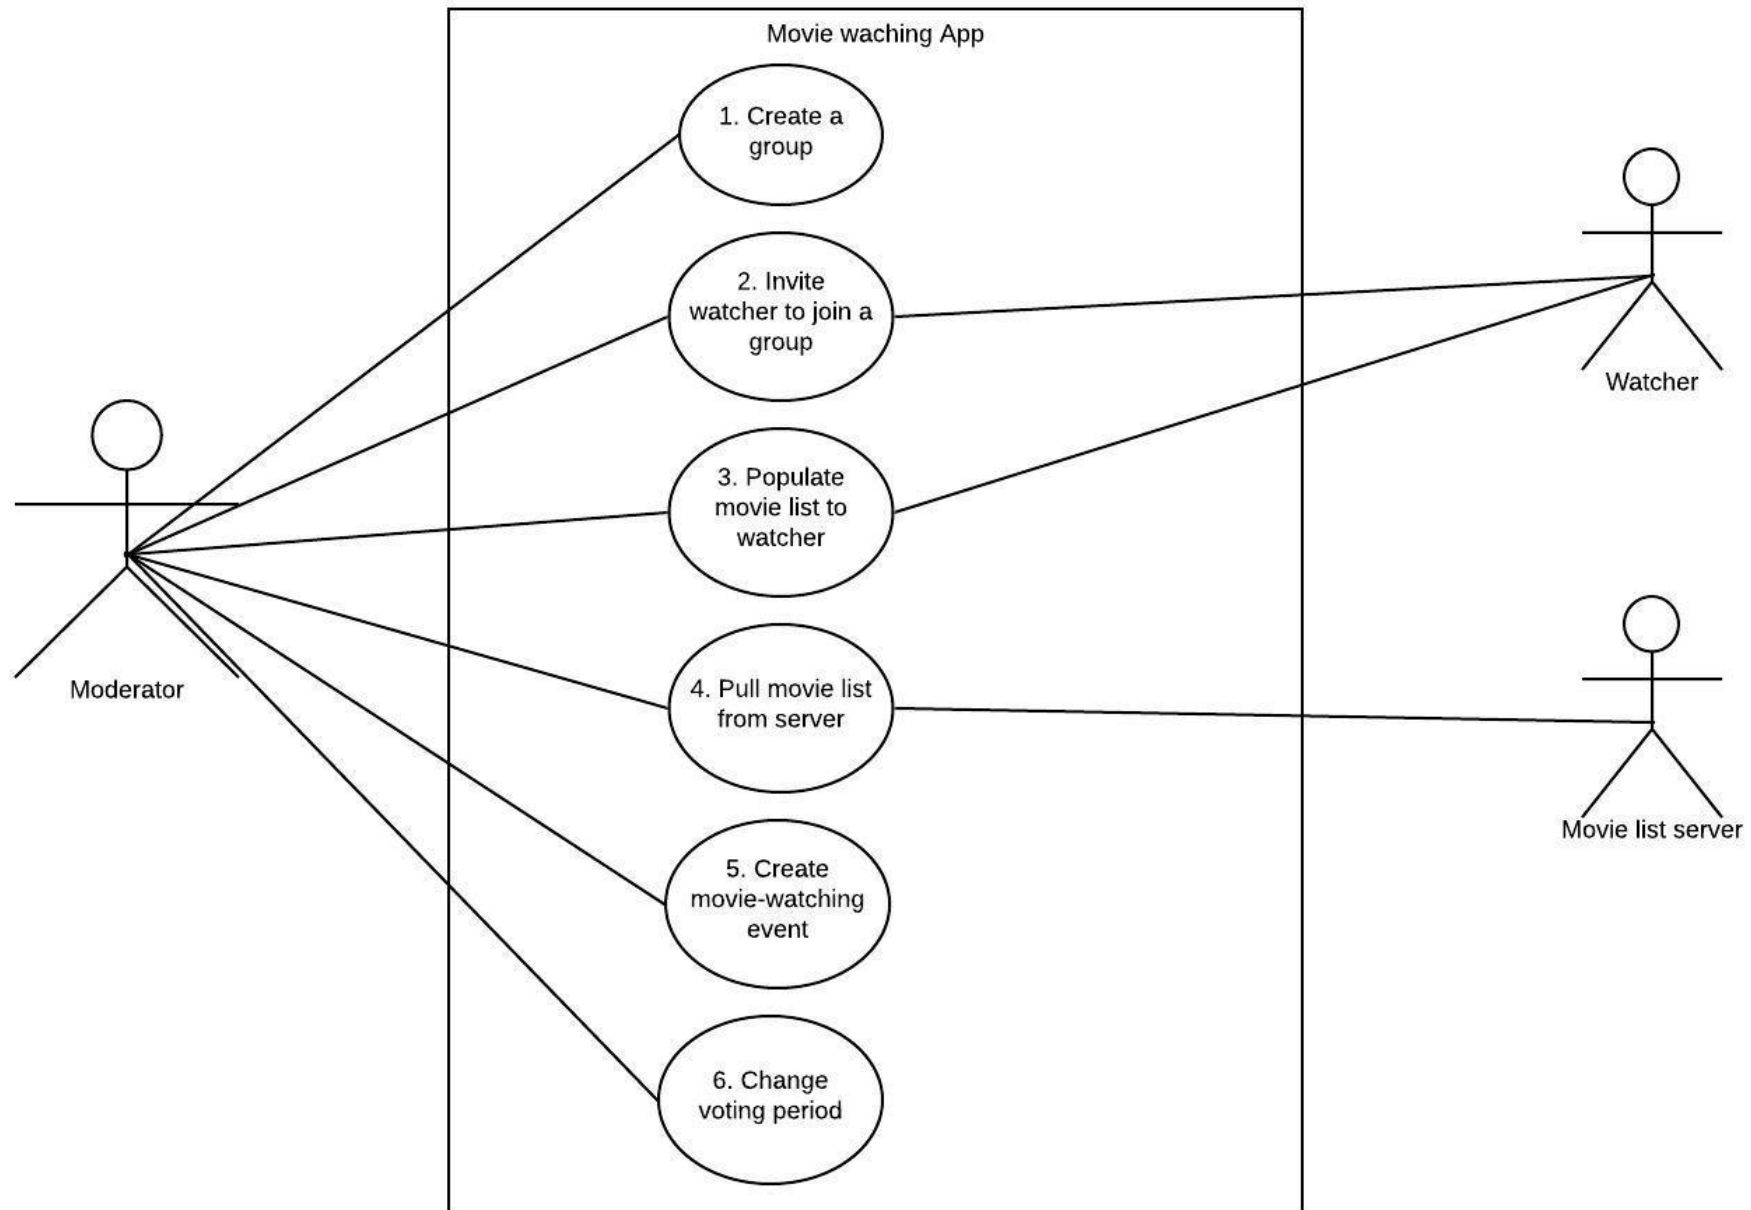 Movie waching App
1. Create a
group
2. Invite
watcher to join a
group
Watcher
3. Populate
movie list to
watcher
Moderator
4. Pull movie list
from server
Movie list server
5. Create
movie-watching
event
6. Change
voting period